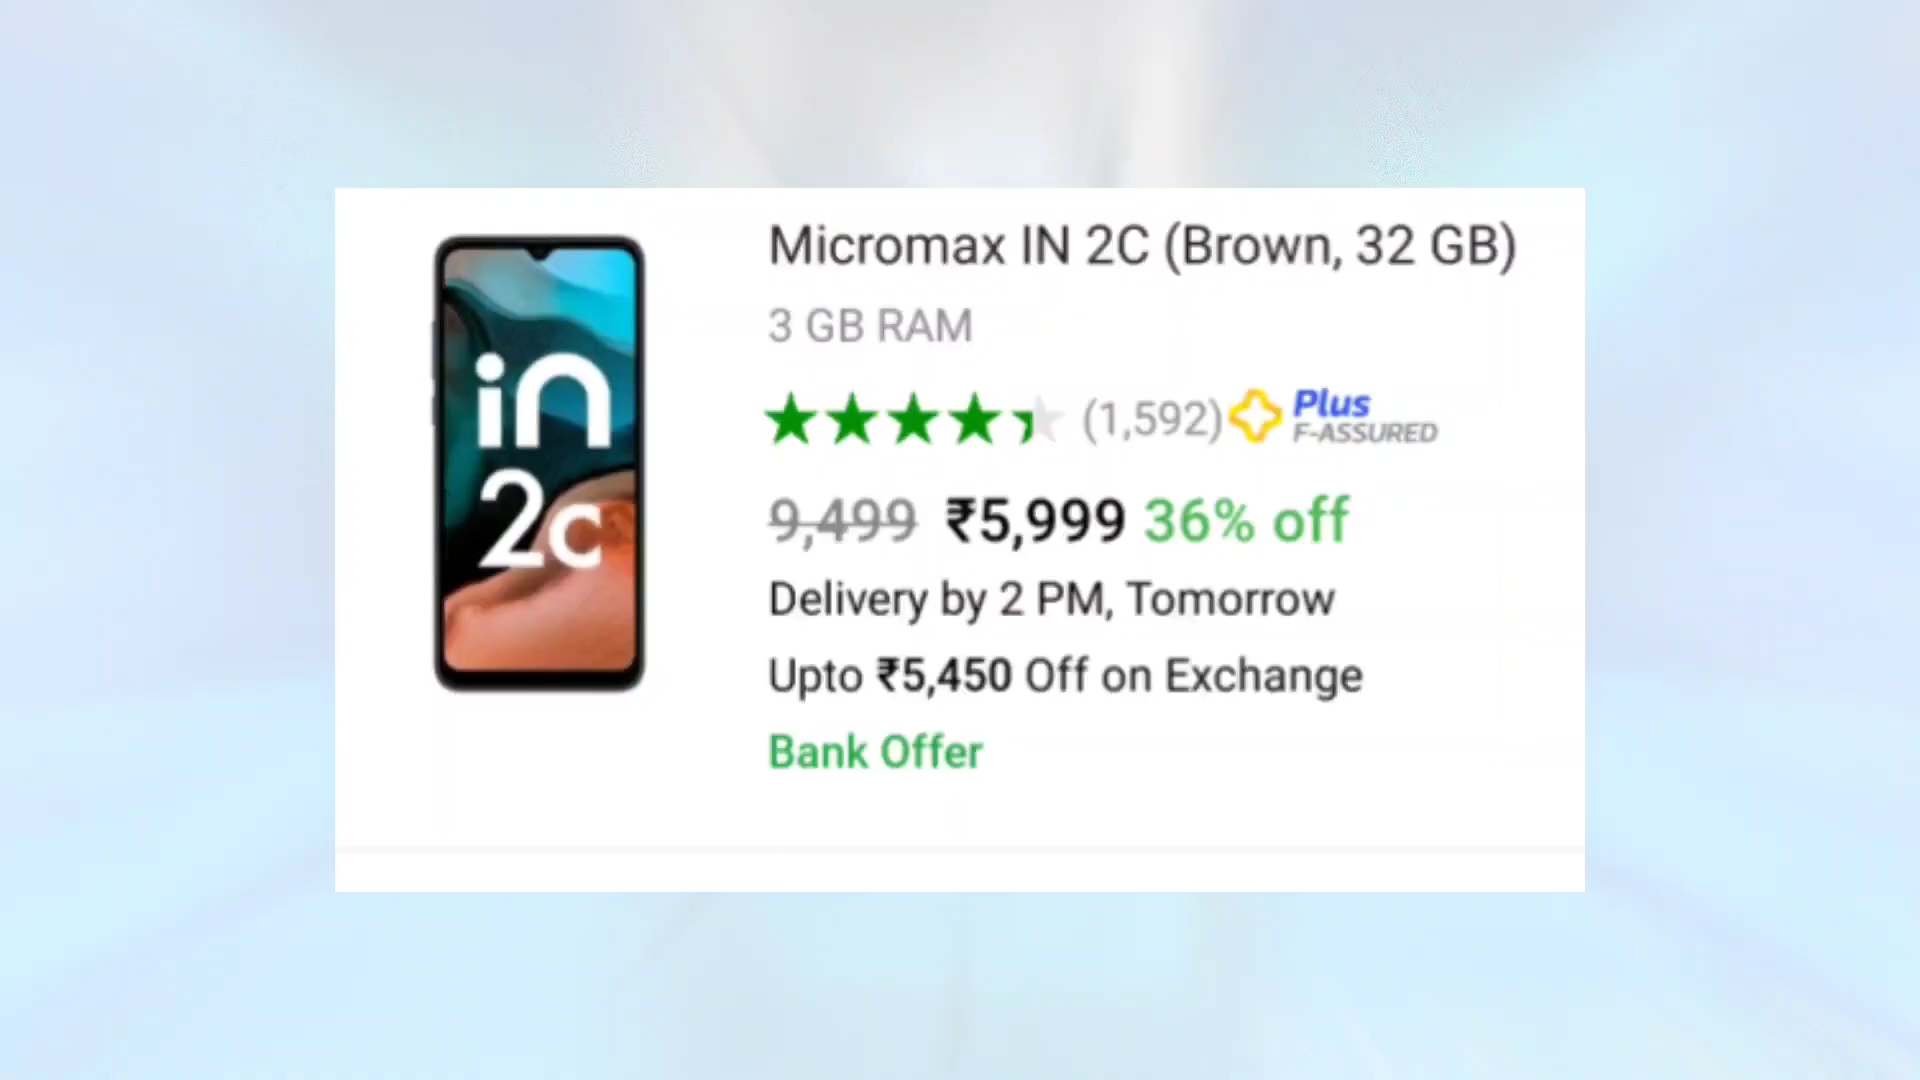 in
2c
Micromax IN 2C (Brown, 32 GB)
3 GB RAM
(1,592) Plus
F-ASSURED
9,499 ₹5,999 36% off
Delivery by 2 PM, Tomorrow
Upto ₹5,450 Off on Exchange
Bank Offer